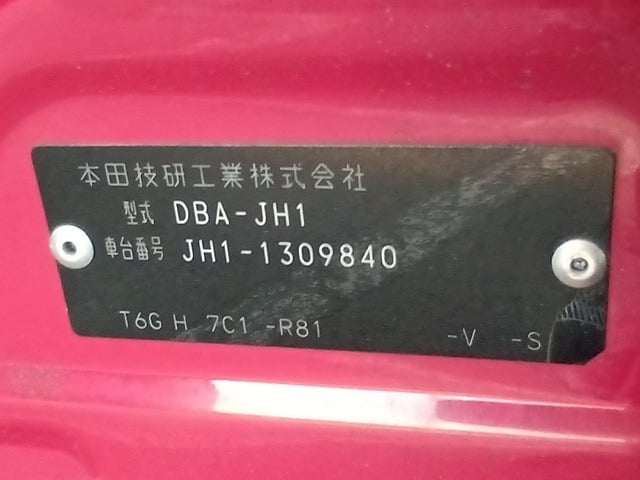 本田技研工業株式会社
型式 DBA-JH1
車台番号 JH1-1309840
T6G H 7C1 -R81 -V -S